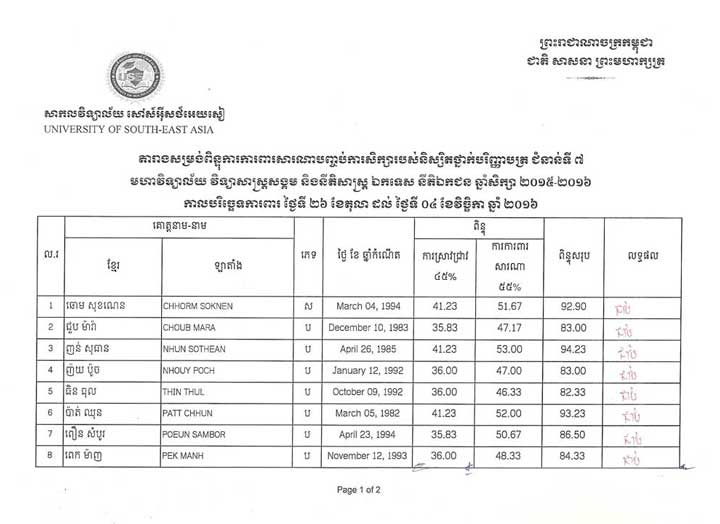 ព្រះរាជាណាចក្រកម្ពុជា
ជាតិ សាសនា ព្រះមហាក្សត្រ
សាកលវិទ្យាល័យ សៅស៍អ៊ីសថ៍អេយសៀ
UNIVERSITY OF SOUTH-EAST ASIA
តារាងសម្រង់ពិន្ទុការការពារសារណាបញ្ចប់ការសិក្សារបស់និស្សិតថ្នាក់បរិញ្ញាបត្រ ជំនាន់ទី ៧
មហាវិទ្យាល័យ វិទ្យាសាស្ត្រសង្គម និងនីតិសាស្ត្រ ឯកទេស នីតិឯកជន ឆ្នាំសិក្សា ២០១៥-២០១៦
កាលបរិច្ឆេទការពារ ថ្ងៃទី ២៦ ខែតុលា ដល់ ថ្ងៃទី ០៤ ខែវិច្ឆិកា ឆ្នាំ ២០១៦
ល.រ គោត្តនាម-នាម ភេទ ថ្ងៃ ខែ ឆ្នាំកំណើត ពិន្ទុ ពិន្ទុសរុប លទ្ធផល
ខ្មែរ ឡាតាំង ការស្រាវជ្រាវ ៤៥% ការការពារ សារណា ៥៥%
1 ឆោម សុខណេន CHHORM SOKNEN ស March 04, 1994 41.23 51.67 92.90 ជាប់
2 ជួប ម៉ារ៉ា CHOUB MARA ប December 10, 1983 35.83 47.17 83.00 ជាប់
3 ញន់ សុធាន NHUN SOTHEAN ប April 26, 1985 41.23 53.00 94.23 ជាប់
4 ញ៉យ ប៉ូច NHOUY POCH ប January 12, 1992 36.00 47.00 83.00 ជាប់
5 ធិន ធុល THIN THUL ប October 09, 1992 36.00 46.33 82.33 ជាប់
6 ប៉ាត់ ឈុន PATT CHHUN ប March 05, 1982 41.23 52.00 93.23 ជាប់
7 ពឿន សំបូរ POEUN SAMBOR ប April 23, 1994 35.83 50.67 86.50 ជាប់
8 ពេក ម៉ាញ PEK MANH ប November 12, 1993 36.00 48.33 84.33 ជាប់
Page 1 of 2